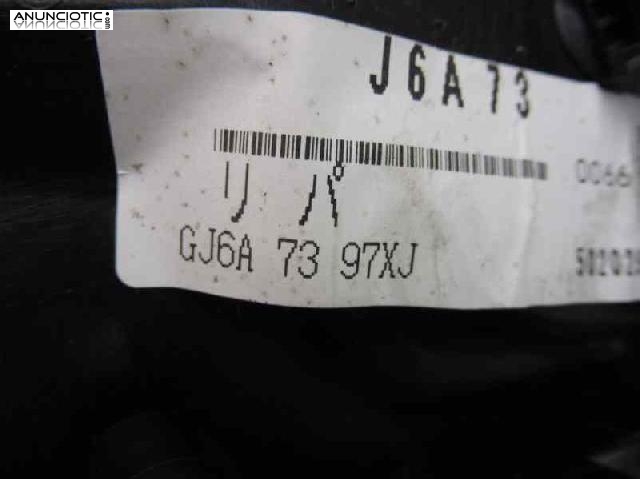 ANUNCIOTIC
J6A73
リ パ
GJ6A 73 97XJ